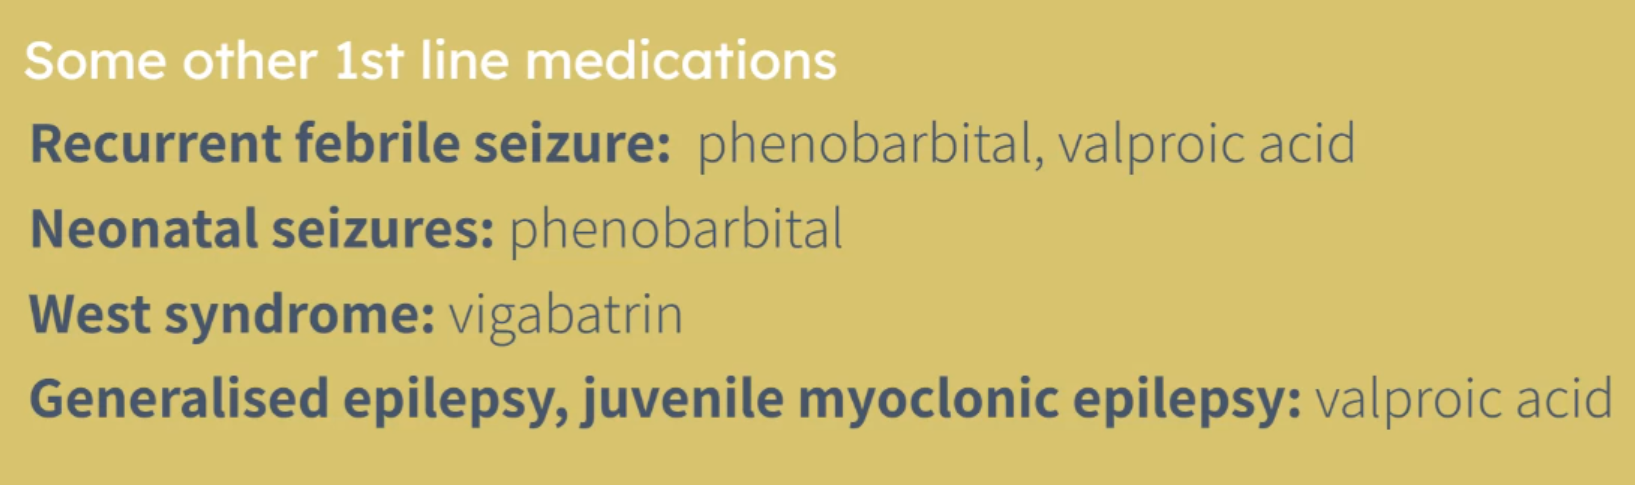 Some other 1st line medications
Recurrent febrile seizure: phenobarbital, valproic acid
Neonatal seizures: phenobarbital
West syndrome: vigabatrin
Generalised epilepsy, juvenile myoclonic epilepsy: valproic acid